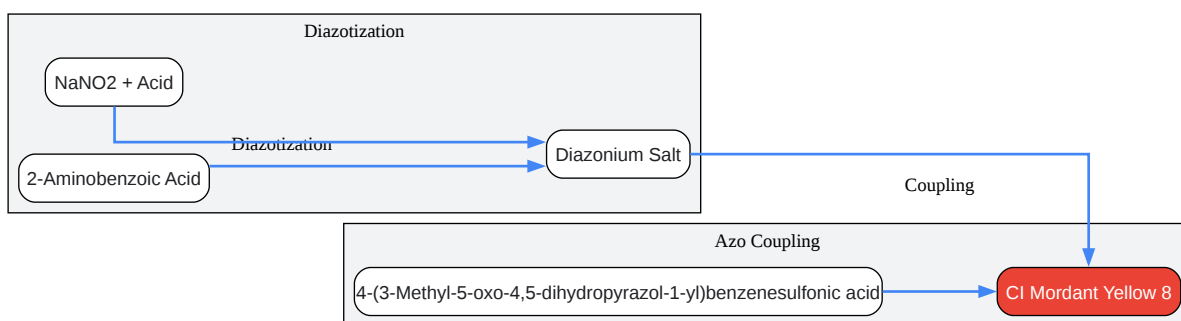 Diazotization
NaNO2 + Acid
Diazotization
2-Aminobenzoic Acid
Diazonium Salt
Coupling
Azo Coupling
4-(3-Methyl-5-oxo-4,5-dihydropyrazol-1-yl)benzenesulfonic acid
CI Mordant Yellow 8